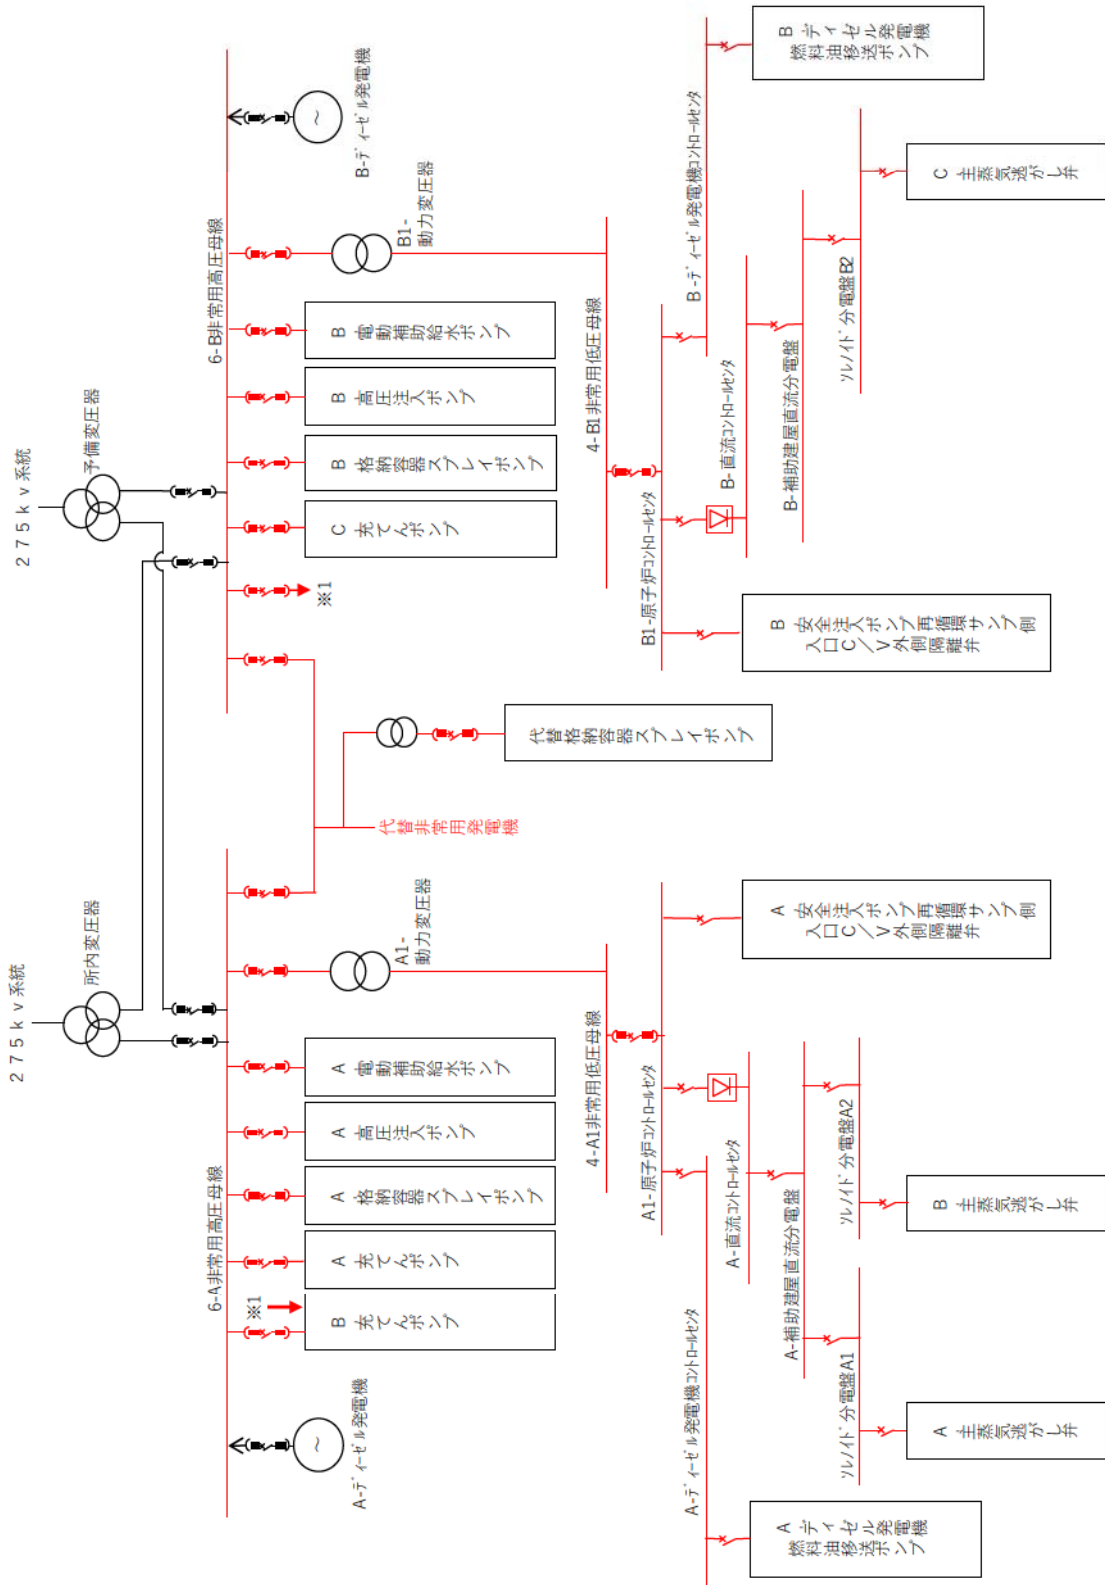 275kv系統
所内変圧器
275kv系統
予備変圧器
6-A非常用高圧母線
6-B非常用高圧母線
A-ディーゼル発電機
※1
B 充てんポンプ
A 充てんポンプ
A 格納容器スプレイポンプ
A 高圧注入ポンプ
A 電動補助給水ポンプ
A1-
動力変圧器
代替非常用発電機
代替格納容器スプレイポンプ
※1
C 充てんポンプ
B 格納容器スプレイポンプ
B 高圧注入ポンプ
B 電動補助給水ポンプ
B1-
動力変圧器
B-ディーゼル発電機
4-A1非常用低圧母線
4-B1非常用低圧母線
A1-原子炉コントロールセンタ
B1-原子炉コントロールセンタ
A-ディーゼル発電機コントロールセンタ
A-直流コントロールセンタ
B-直流コントロールセンタ
B-ディーゼル発電機コントロールセンタ
A 安全注入ポンプ再循環サンプ側
入口C／V外側隔離弁
B 安全注入ポンプ再循環サンプ側
入口C／V外側隔離弁
A-補助建屋直流分電盤
B-補助建屋直流分電盤
A ディゼル発電機
燃料油移送ポンプ
B ディゼル発電機
燃料油移送ポンプ
ソレノイド分電盤A1
ソレノイド分電盤A2
ソレノイド分電盤B2
A 主蒸気逃がし弁
B 主蒸気逃がし弁
C 主蒸気逃がし弁